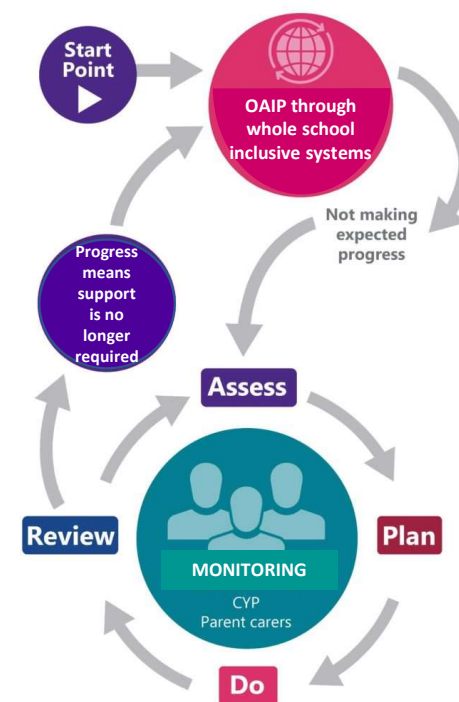 Start
Point
OAIP through
whole school
inclusive systems
Not making
expected
progress
Progress
means
support
is no
longer
required
Assess
Review
MONITORING
CYP
Parent carers
Plan
Do